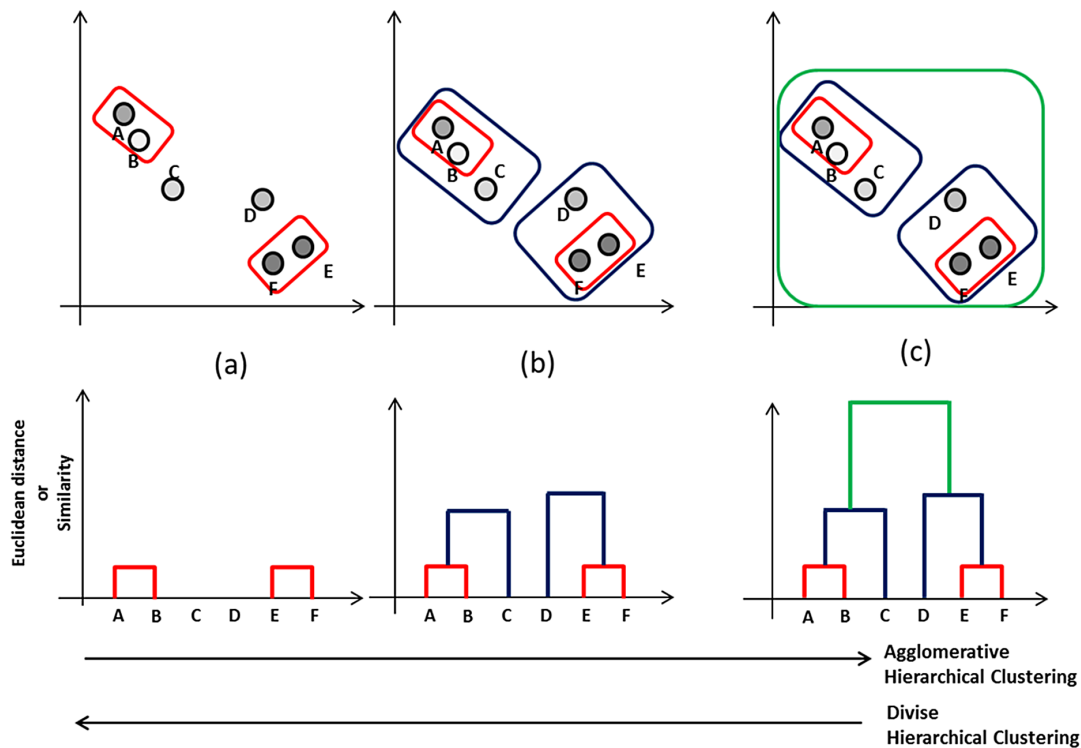 A
B
C
D
E
F
A
B
C
D
E
F
A
B
C
D
E
F
(a)
(b)
(c)
Euclidean distance
or
Similarity
A B C D E F
A B C D E F
A B C D E F
Agglomerative
Hierarchical Clustering
Divise
Hierarchical Clustering